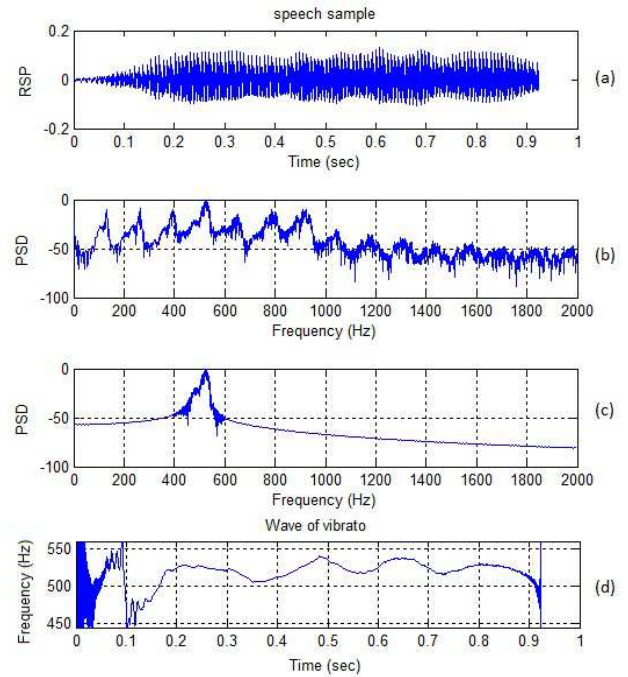 speech sample
0.2
0
-0.2
RSP
0 0.1 0.2 0.3 0.4 0.5 0.6 0.7 0.8 0.9 1
Time (sec)
(a)
0
-50
-100
PSD
0 200 400 600 800 1000 1200 1400 1600 1800 2000
Frequency (Hz)
(b)
0
-50
-100
PSD
0 200 400 600 800 1000 1200 1400 1600 1800 2000
Frequency (Hz)
(c)
Wave of vibrato
550
500
450
Frequency (Hz)
0 0.1 0.2 0.3 0.4 0.5 0.6 0.7 0.8 0.9 1
Time (sec)
(d)